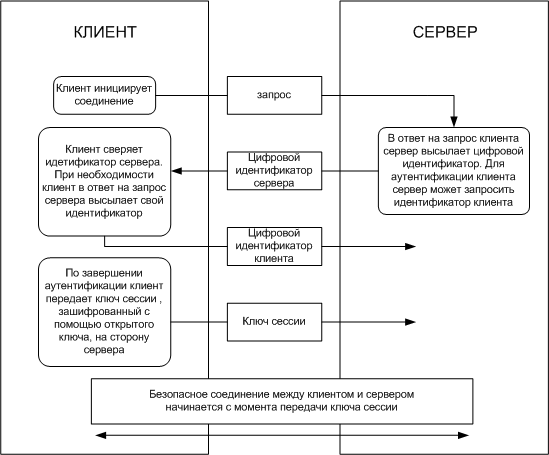 КЛИЕНТ
СЕРВЕР
Клиент инициирует
соединение
запрос
В ответ на запрос клиента
сервер высылает цифровой
идентификатор. Для
аутентификации клиента
сервер может запросить
идентификатор клиента
Клиент сверяет
идетификатор сервера.
При необходимости
клиент в ответ на запрос
сервера высылает свой
идентификатор
Цифровой
идентификатор
сервера
Цифровой
идентификатор
клиента
По завершении
аутентификации клиент
передает ключ сессии ,
зашифрованный с
помощью открытого
ключа, на сторону
сервера
Ключ сессии
Безопасное соединение между клиентом и сервером
начинается с момента передачи ключа сессии